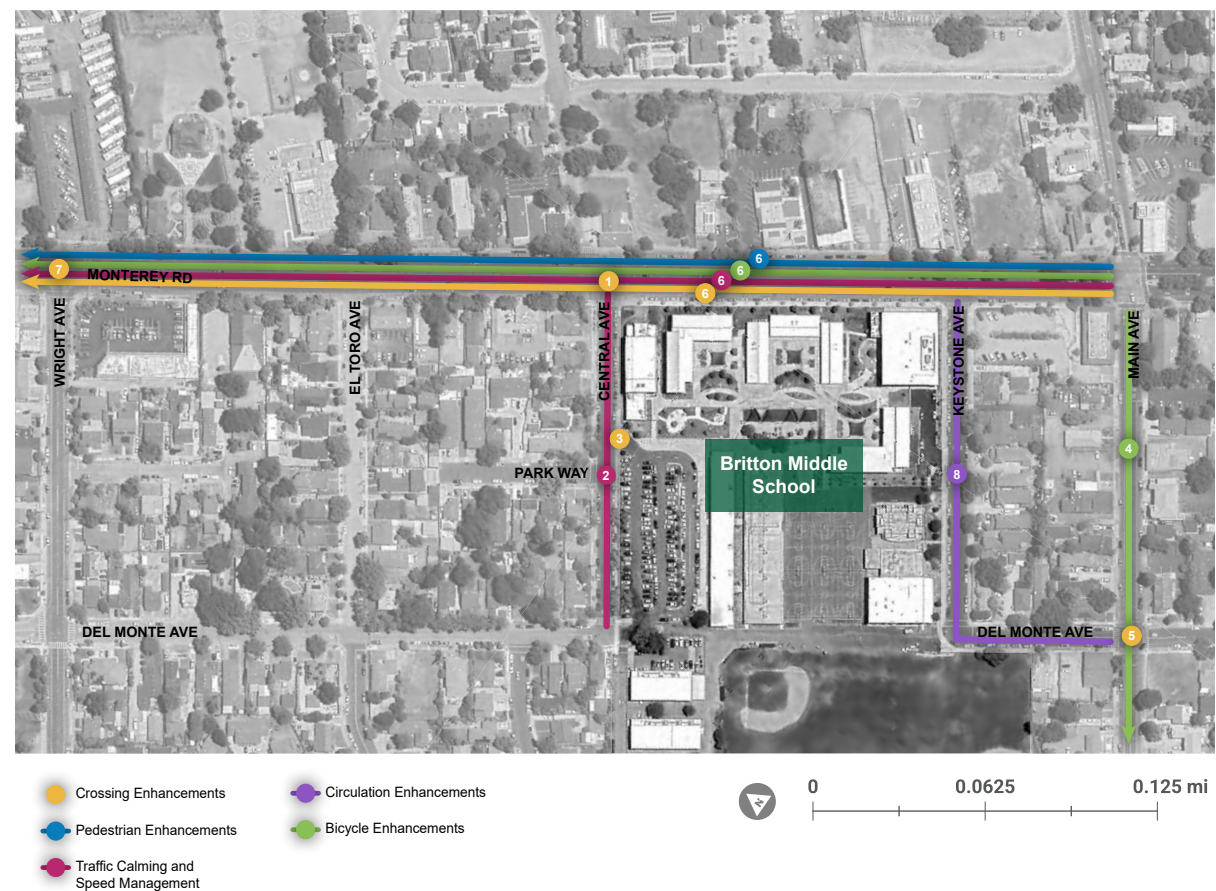 6
6
7
MONTEREY RD
1
6
6
WRIGHT AVE
EL TORO AVE
CENTRAL AVE
KEYSTONE AVE
MAIN AVE
3
4
PARK WAY
2
Britton Middle
School
8
DEL MONTE AVE
DEL MONTE AVE
5
Crossing Enhancements
Pedestrian Enhancements
Traffic Calming and
Speed Management
Circulation Enhancements
Bicycle Enhancements
N
0
0.0625
0.125 mi